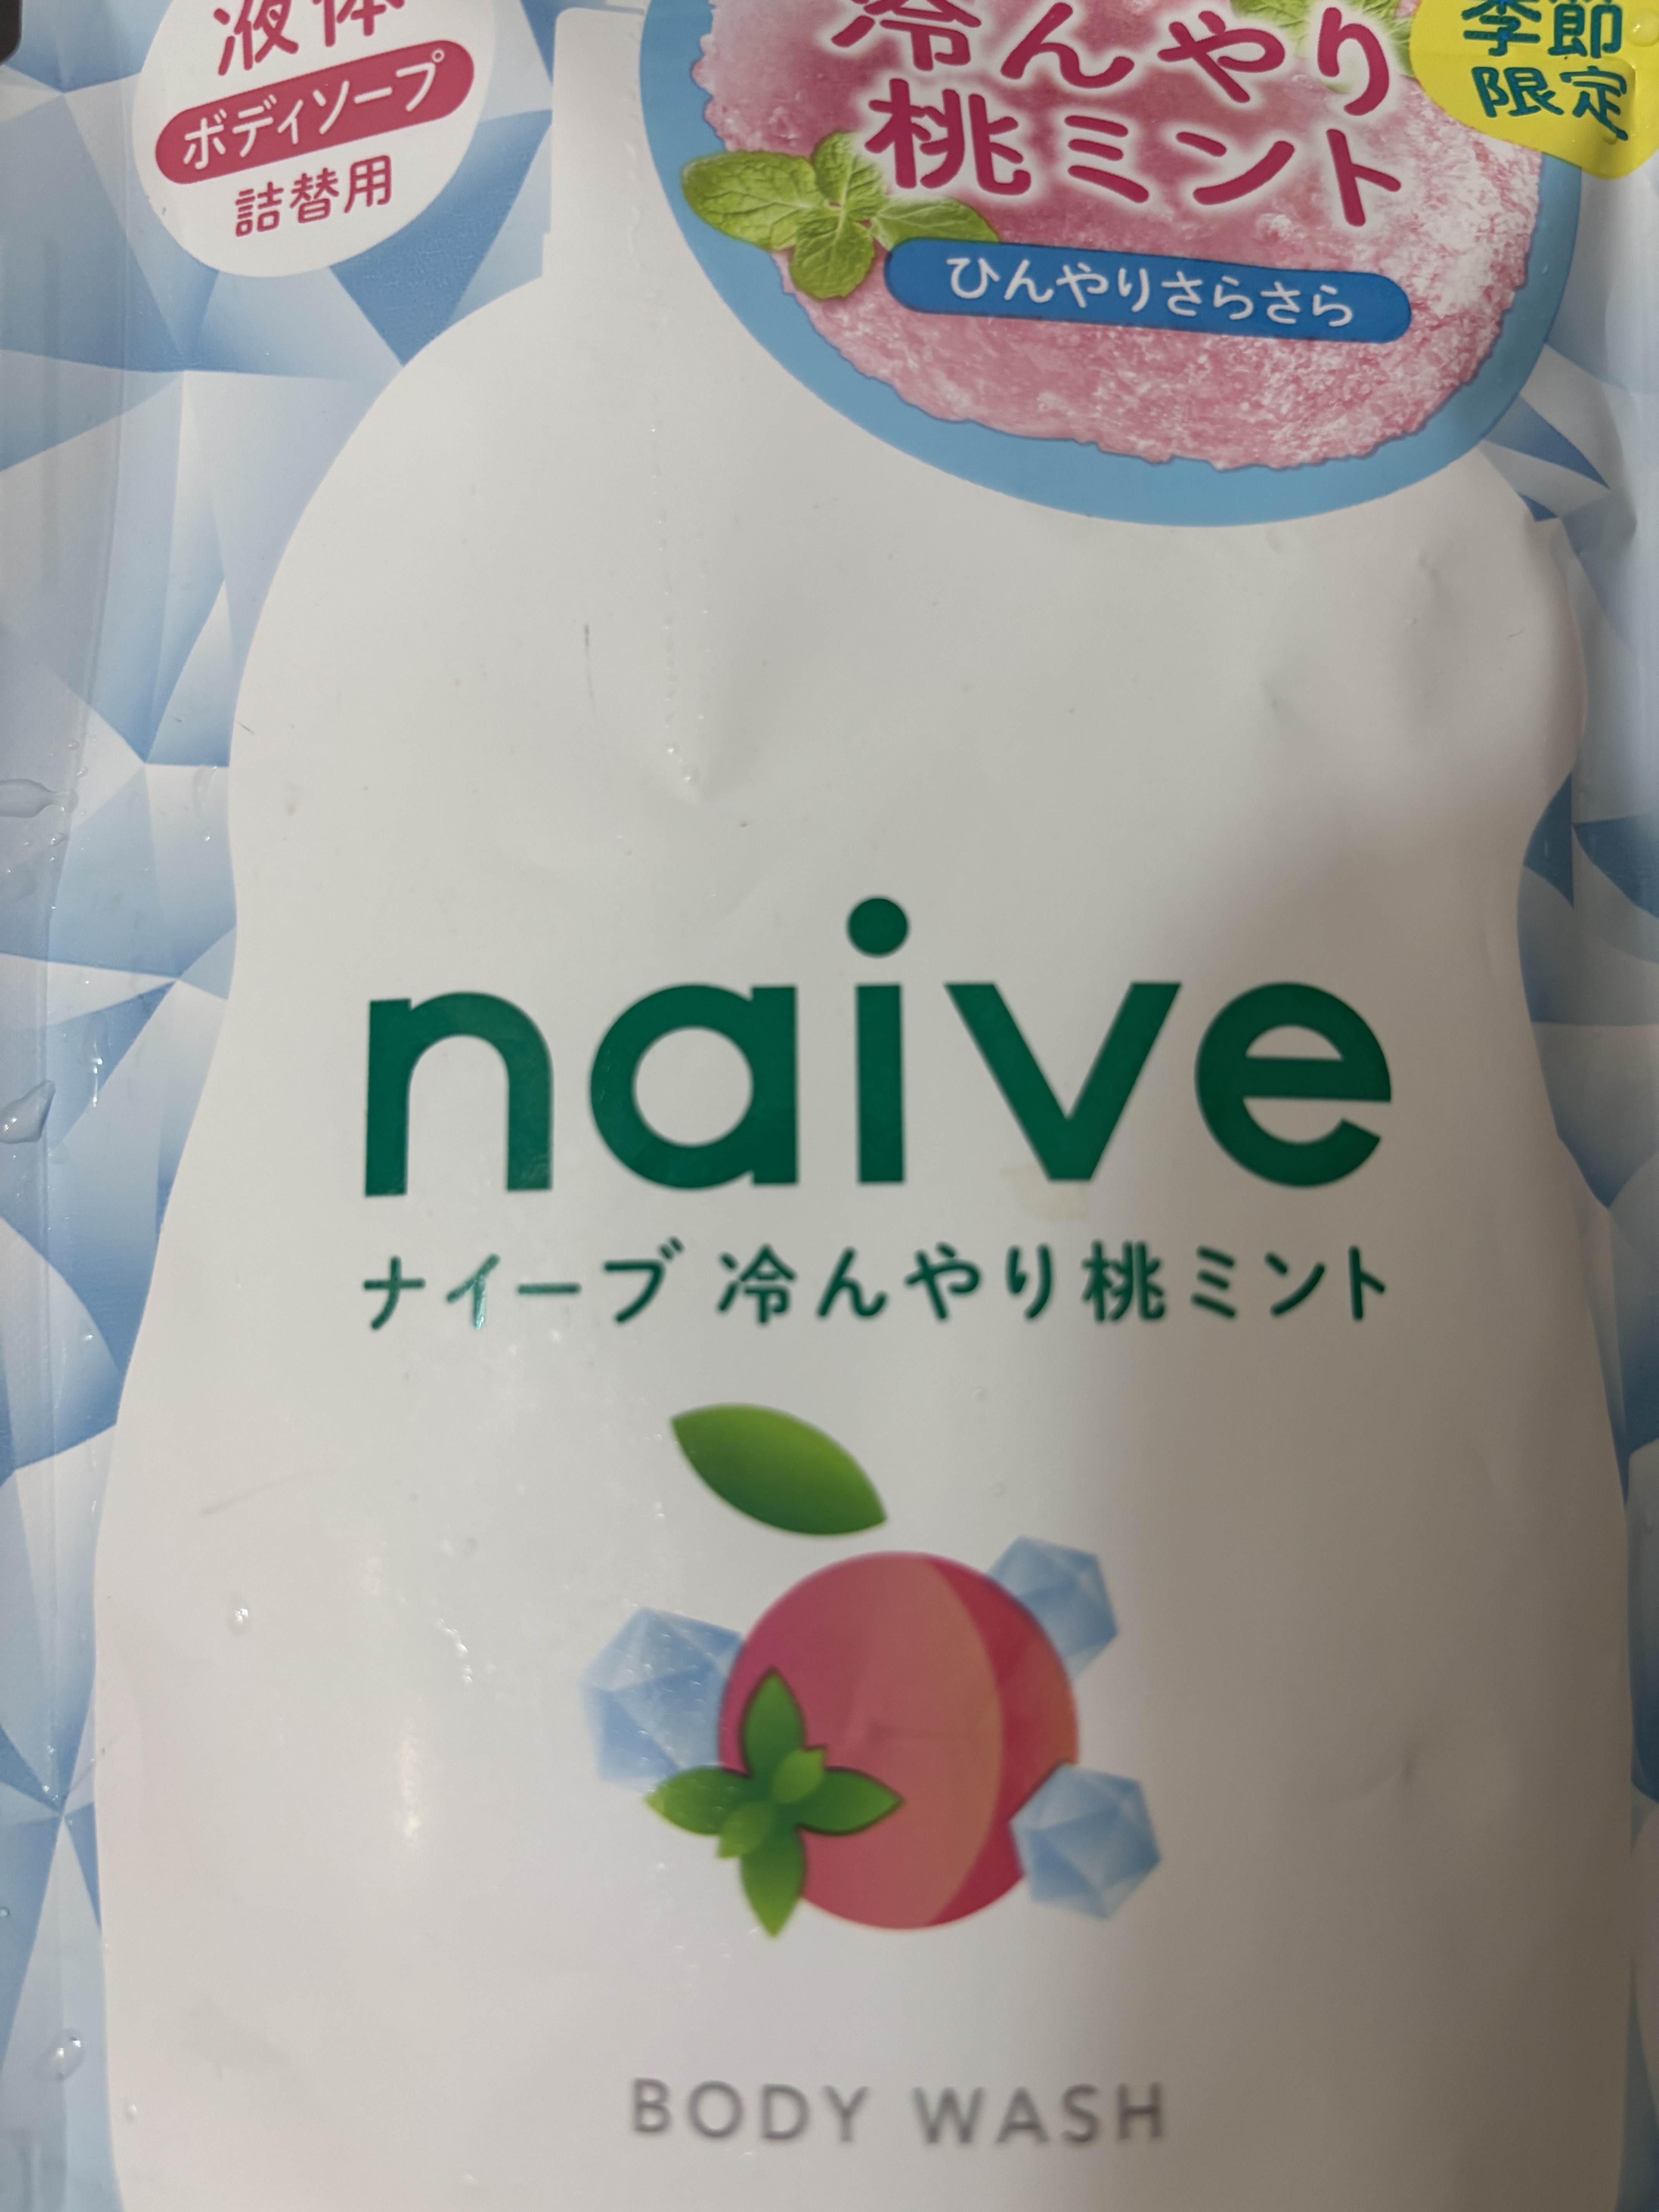 液体
ボディソープ
詰替用
冷んやり
桃ミント
ひんやりさらさら
季節
限定
naive
ナイーブ 冷んやり桃ミント
BODY WASH